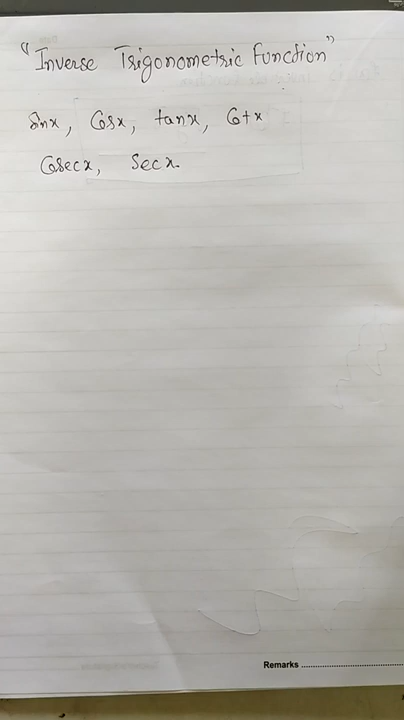 "Inverse Trigonometric Function"
Sinx, Cosx, tanx, Cotx
Cosecx, Secx.
Remarks ..............................